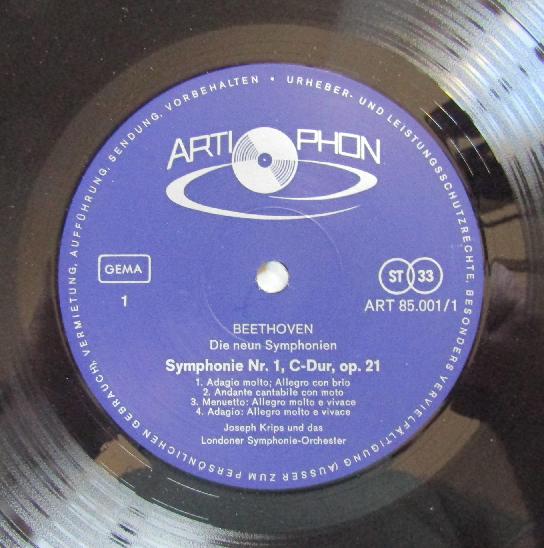 URHEBER- UND LEISTUNGSSCHUTZRECHTE, BESONDERS VERVIELFÄLTIGUNG (AUSSER ZUM PERSÖNLICHEN GEBRAUCH), VERMIETUNG, AUFFÜHRUNG, SENDUNG, VORBEHALTEN •
ARTI PHON
GEMA
1
ST 33
ART 85.001/1
BEETHOVEN
Die neun Symphonien
Symphonie Nr. 1, C-Dur, op. 21
1. Adagio molto; Allegro con brio
2. Andante cantabile con moto
3. Menuetto: Allegro molto e vivace
4. Adagio: Allegro molto e vivace
Joseph Krips und das
Londoner Symphonie-Orchester